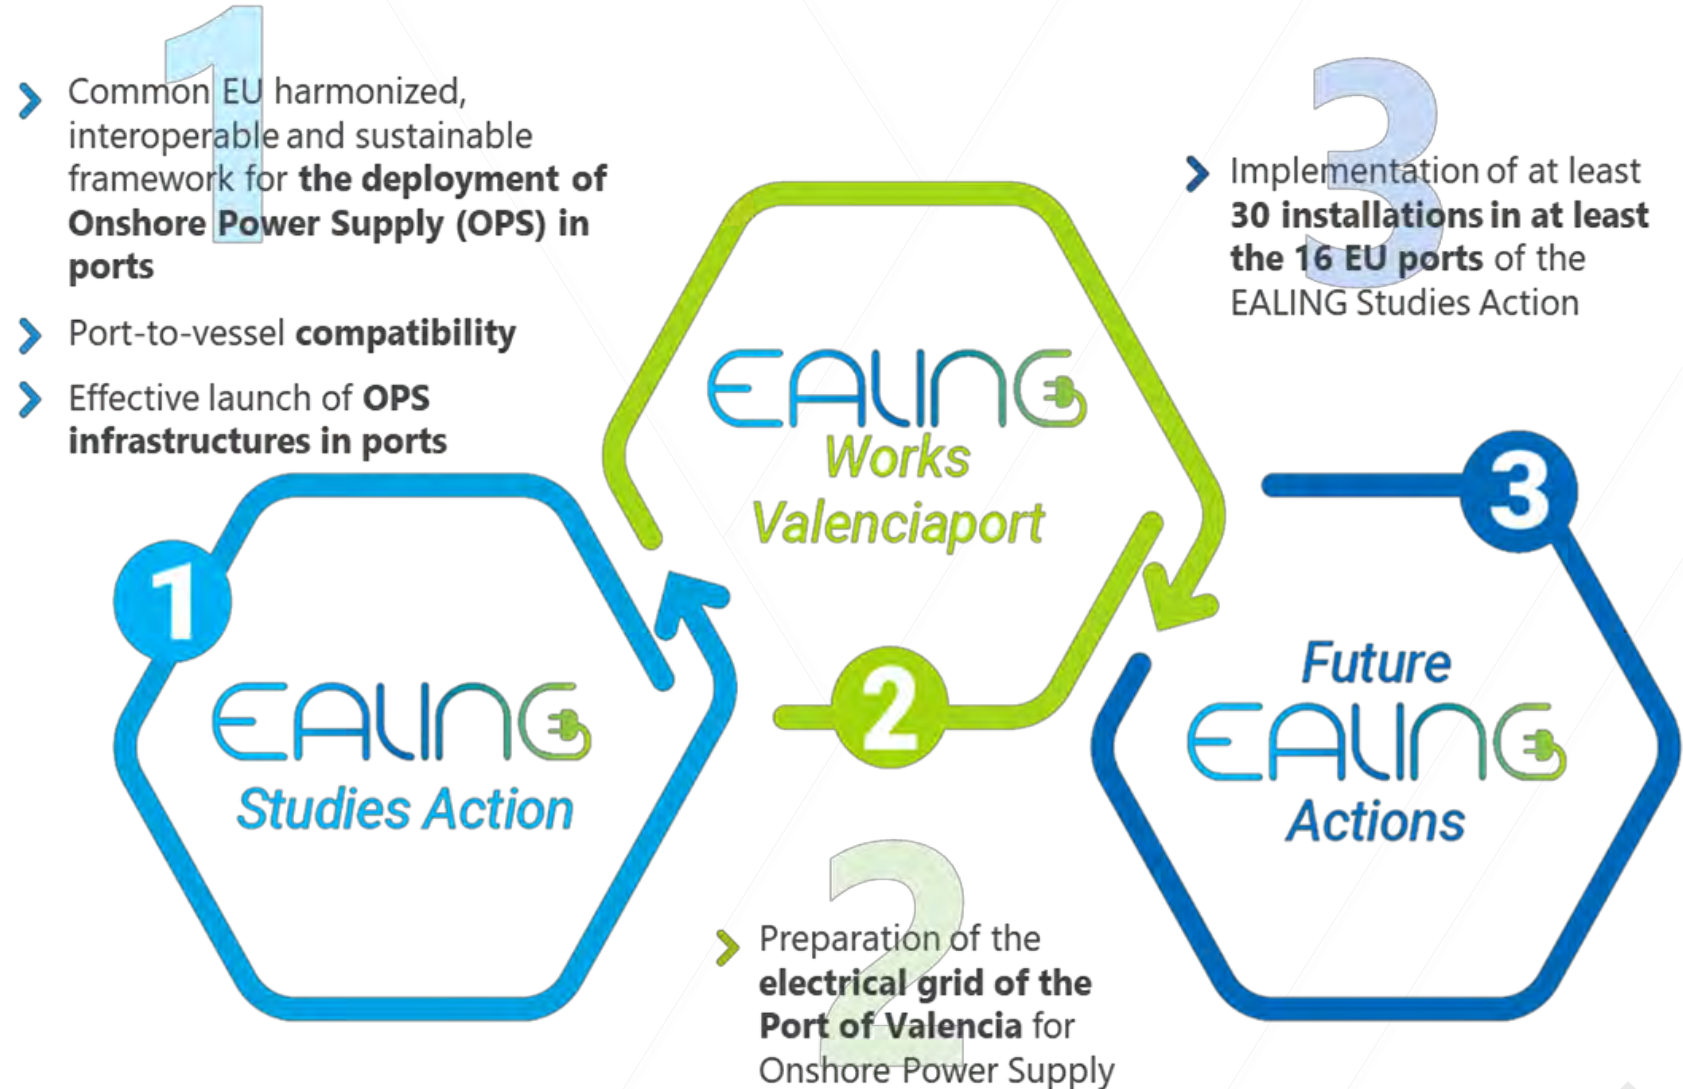 1
Common EU harmonized,
interoperable and sustainable
framework for the deployment of
Onshore Power Supply (OPS) in
ports
Port-to-vessel compatibility
Effective launch of OPS
infrastructures in ports
1
EALING
Studies Action
EALING
Works
Valenciaport
2
2
Preparation of the
electrical grid of the
Port of Valencia for
Onshore Power Supply
3
Implementation of at least
30 installations in at least
the 16 EU ports of the
EALING Studies Action
3
Future
EALING
Actions